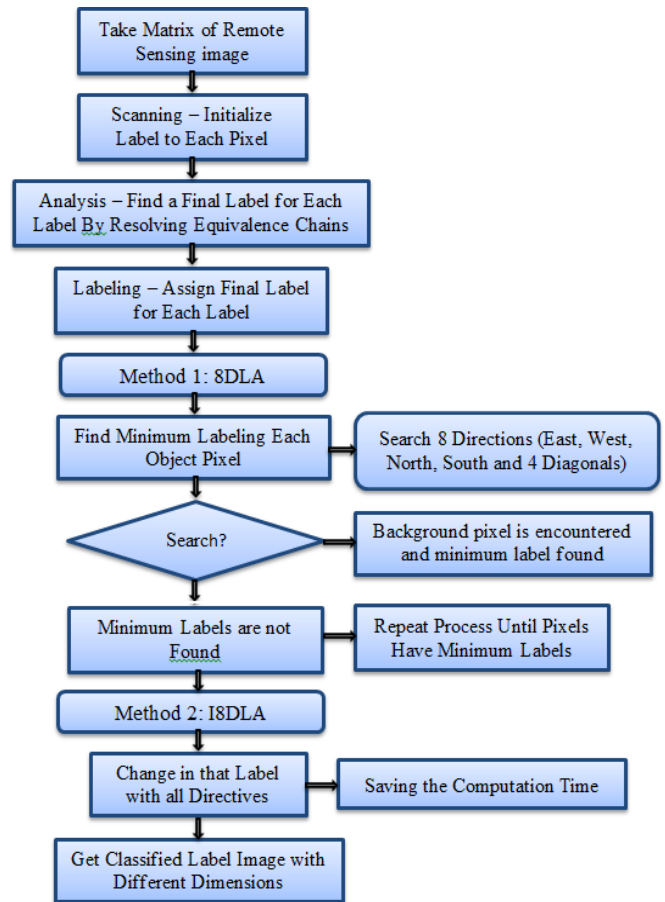 Take Matrix of Remote
Sensing image
Scanning – Initialize
Label to Each Pixel
Analysis – Find a Final Label for Each
Label By Resolving Equivalence Chains
Labeling – Assign Final Label
for Each Label
Method 1: 8DLA
Find Minimum Labeling Each
Object Pixel
Search 8 Directions (East, West,
North, South and 4 Diagonals)
Search?
Background pixel is encountered
and minimum label found
Minimum Labels are not
Found
Repeat Process Until Pixels
Have Minimum Labels
Method 2: I8DLA
Change in that Label
with all Directives
Saving the Computation Time
Get Classified Label Image with
Different Dimensions